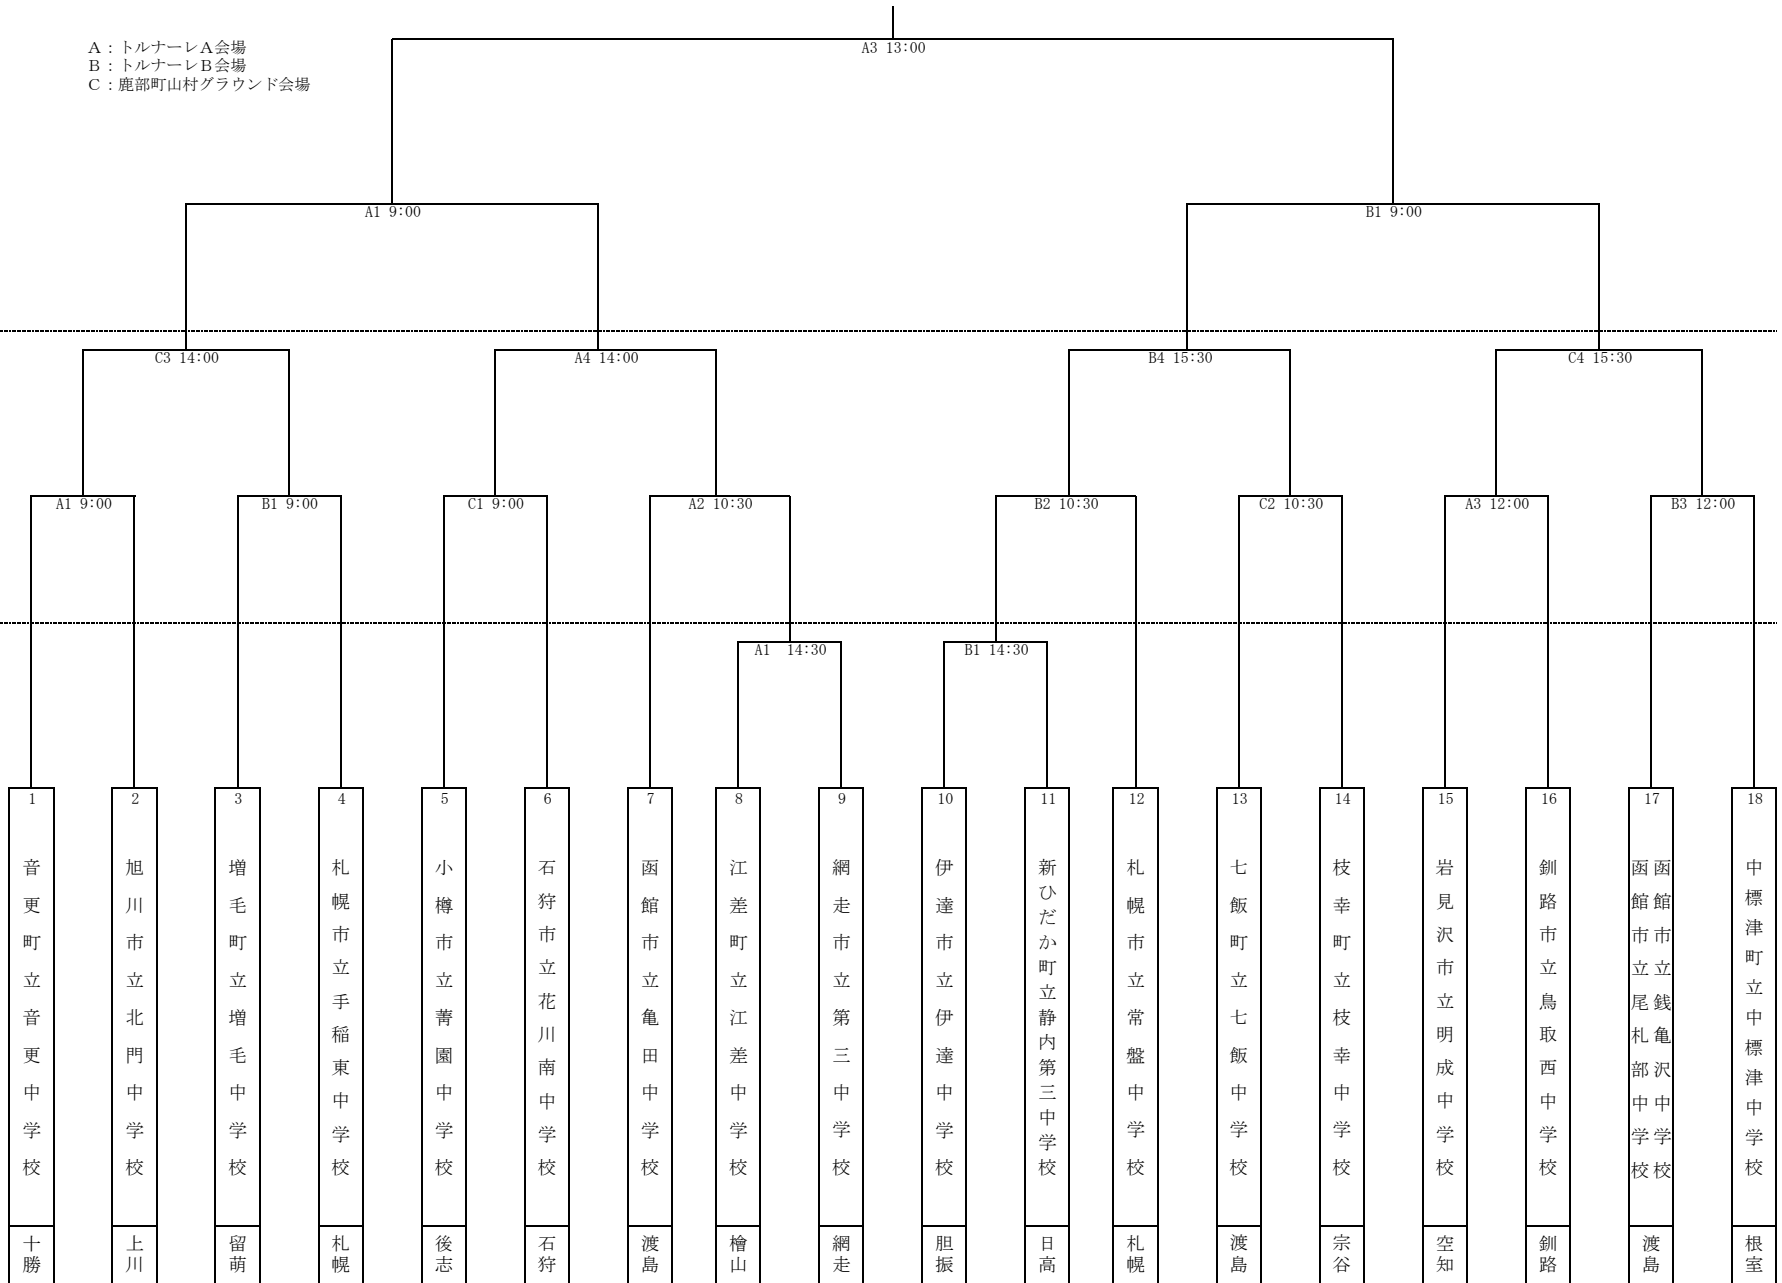 A3 13:00
A：トルナーレA会場
B：トルナーレB会場
C：鹿部町山村グラウンド会場
A1 9:00
B1 9:00
C3 14:00
A4 14:00
B4 15:30
C4 15:30
A1 9:00
B1 9:00
C1 9:00
A2 10:30
B2 10:30
C2 10:30
A3 12:00
B3 12:00
A1 14:30
B1 14:30
1
音更町立音更中学校
十勝
2
旭川市立北門中学校
上川
3
増毛町立増毛中学校
留萌
4
札幌市立手稲東中学校
札幌
5
小樽市立菁園中学校
後志
6
石狩市立花川南中学校
石狩
7
函館市立亀田中学校
渡島
8
江差町立江差中学校
檜山
9
網走市立第三中学校
網走
10
伊達市立伊達中学校
胆振
11
新ひだか町立静内第三中学校
日高
12
札幌市立常盤中学校
札幌
13
七飯町立七飯中学校
渡島
14
枝幸町立枝幸中学校
宗谷
15
岩見沢市立明成中学校
空知
16
釧路市立鳥取西中学校
釧路
17
函館市立銭亀沢中学校
函館市立尾札部中学校
渡島
18
中標津町立中標津中学校
根室